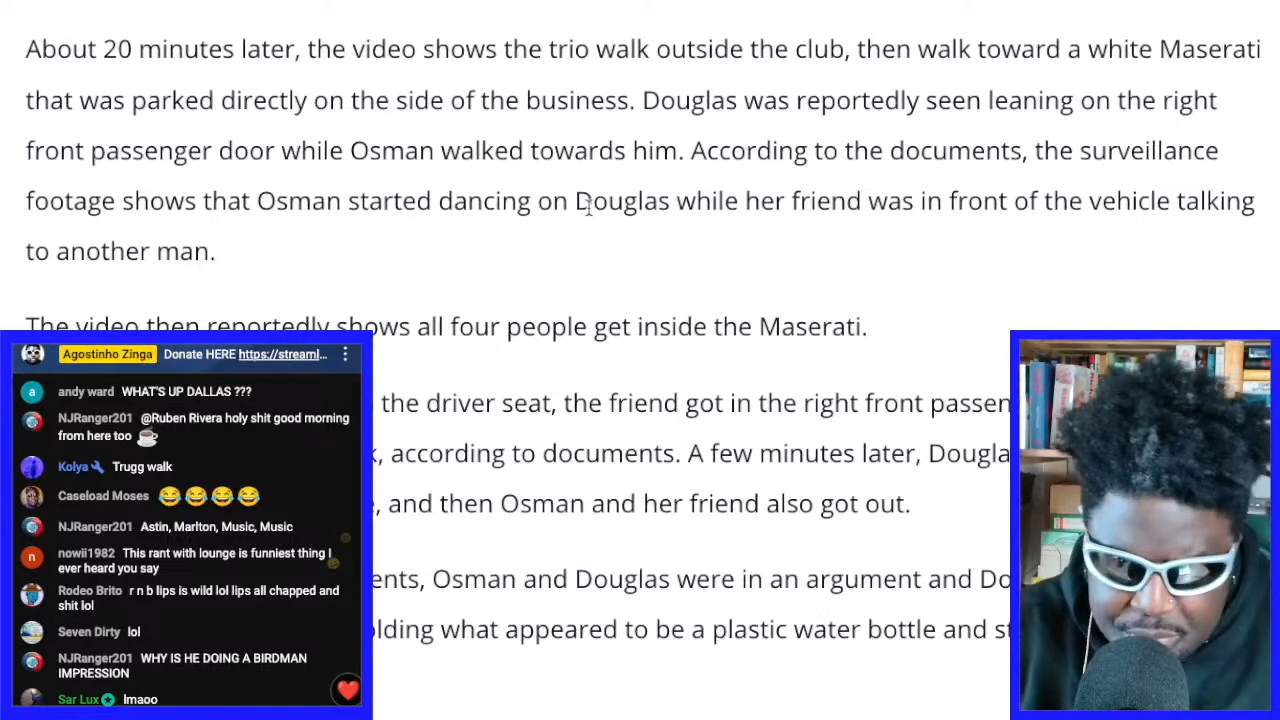 About 20 minutes later, the video shows the trio walk outside the club, then walk toward a white Maserati
that was parked directly on the side of the business. Douglas was reportedly seen leaning on the right
front passenger door while Osman walked towards him. According to the documents, the surveillance
footage shows that Osman started dancing on Douglas while her friend was in front of the vehicle talking
to another man.
The video then reportedly shows all four people get inside the Maserati.
the driver seat, the friend got in the right front
according to documents. A few minutes later,
and then Osman and her friend also got out.
Osman and Douglas were in an argument and
what appeared to be a plastic water bottle and
Agostinho Zinga Donate HERE https://streaml...
a andy ward WHAT'S UP DALLAS ???
NJRanger201 @Ruben Rivera holy shit good morning
from here too ☕
Kolya🔧 Trugg walk
Caseload Moses 😂😂😂😂
NJRanger201 Astin, Marlton, Music, Music
n nowii1982 This rant with lounge is funniest thing I
ever heard you say
Rodeo Brito r n b lips is wild lol lips all chapped and
shit lol
Seven Dirty lol
NJRanger201 WHY IS HE DOING A BIRDMAN
IMPRESSION
Sar Lux lmaoo